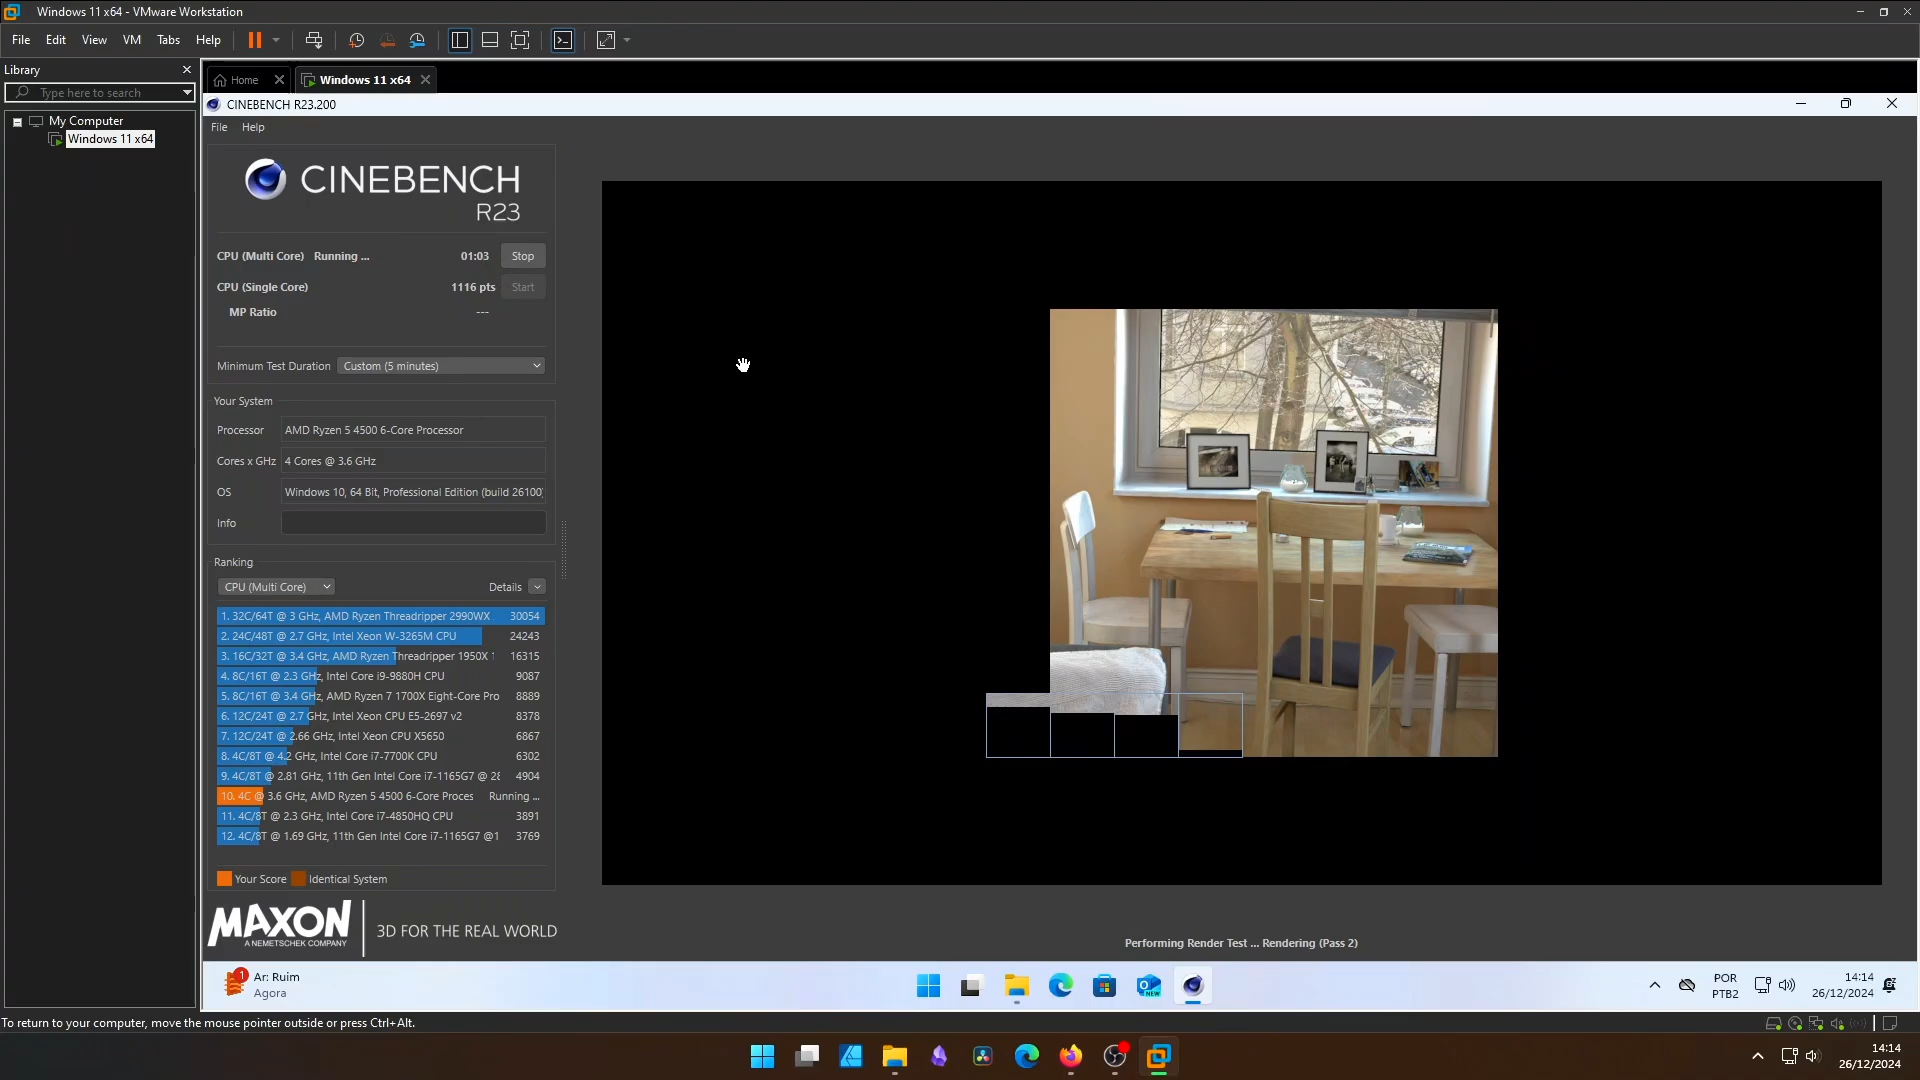 Windows 11 x64 - VMware Workstation
File Edit View VM Tabs Help
Library
Type here to search
My Computer
Windows 11 x64
Home
Windows 11 x64
CINEBENCH R23.200
File Help
CINEBENCH
R23
CPU (Multi Core) Running ... 01:03 Stop
CPU (Single Core) 1116 pts Start
MP Ratio ---
Minimum Test Duration Custom (5 minutes)
Your System
Processor AMD Ryzen 5 4500 6-Core Processor
Cores x GHz 4 Cores @ 3.6 GHz
OS Windows 10, 64 Bit, Professional Edition (build 26100)
Info
Ranking
CPU (Multi Core) Details
1. 32C/64T @ 3 GHz, AMD Ryzen Threadripper 2990WX 30054
2. 24C/48T @ 2.7 GHz, Intel Xeon W-3265M CPU 24243
3. 16C/32T @ 3.4 GHz, AMD Ryzen Threadripper 1950X 1 16315
4. 8C/16T @ 2.3 GHz, Intel Core i9-9880H CPU 9087
5. 8C/16T @ 3.4 GHz, AMD Ryzen 7 1700X Eight-Core Pro 8889
6. 12C/24T @ 2.7 GHz, Intel Xeon CPU E5-2697 v2 8378
7. 12C/24T @ 2.66 GHz, Intel Xeon CPU X5650 6867
8. 4C/8T @ 4.2 GHz, Intel Core i7-7700K CPU 6302
9. 4C/8T @ 2.81 GHz, 11th Gen Intel Core i7-1165G7 @ 28 4904
10. 4C @ 3.6 GHz, AMD Ryzen 5 4500 6-Core Proces Running ...
11. 4C/8T @ 2.3 GHz, Intel Core i7-4850HQ CPU 3891
12. 4C/8T @ 1.69 GHz, 11th Gen Intel Core i7-1165G7 @1 3769
Your Score Identical System
MAXON
A NEMETSCHEK COMPANY
3D FOR THE REAL WORLD
Performing Render Test ... Rendering (Pass 2)
1
Ar: Ruim
Agora
NEW
POR
PTB2
14:14
26/12/2024
To return to your computer, move the mouse pointer outside or press Ctrl+Alt.
14:14
26/12/2024